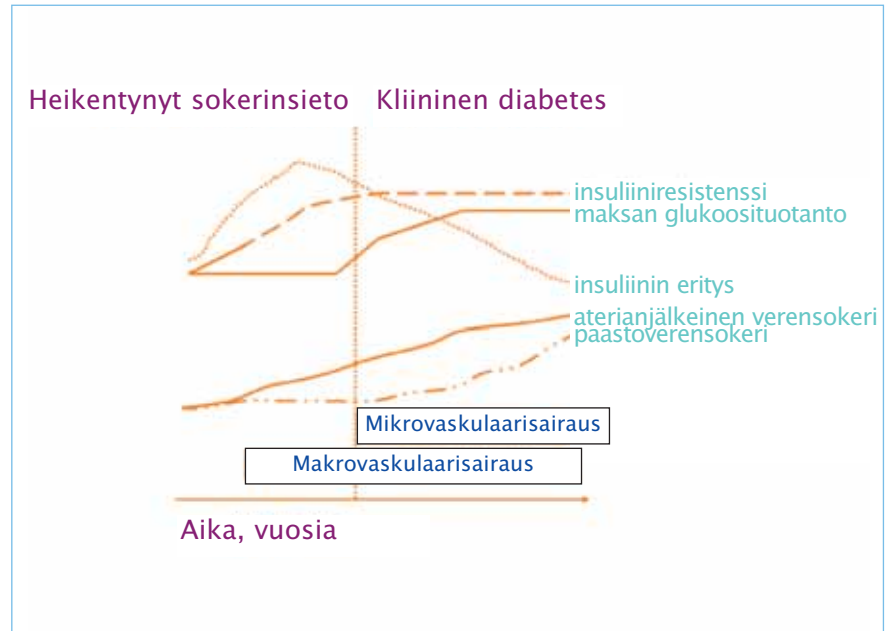 Heikentynyt sokerinsieto Kliininen diabetes
insuliiniresistenssi
maksan glukoosituotanto
insuliinin eritys
aterianjälkeinen verensokeri
paastoverensokeri
Mikrovaskulaarisairaus
Makrovaskulaarisairaus
Aika, vuosia